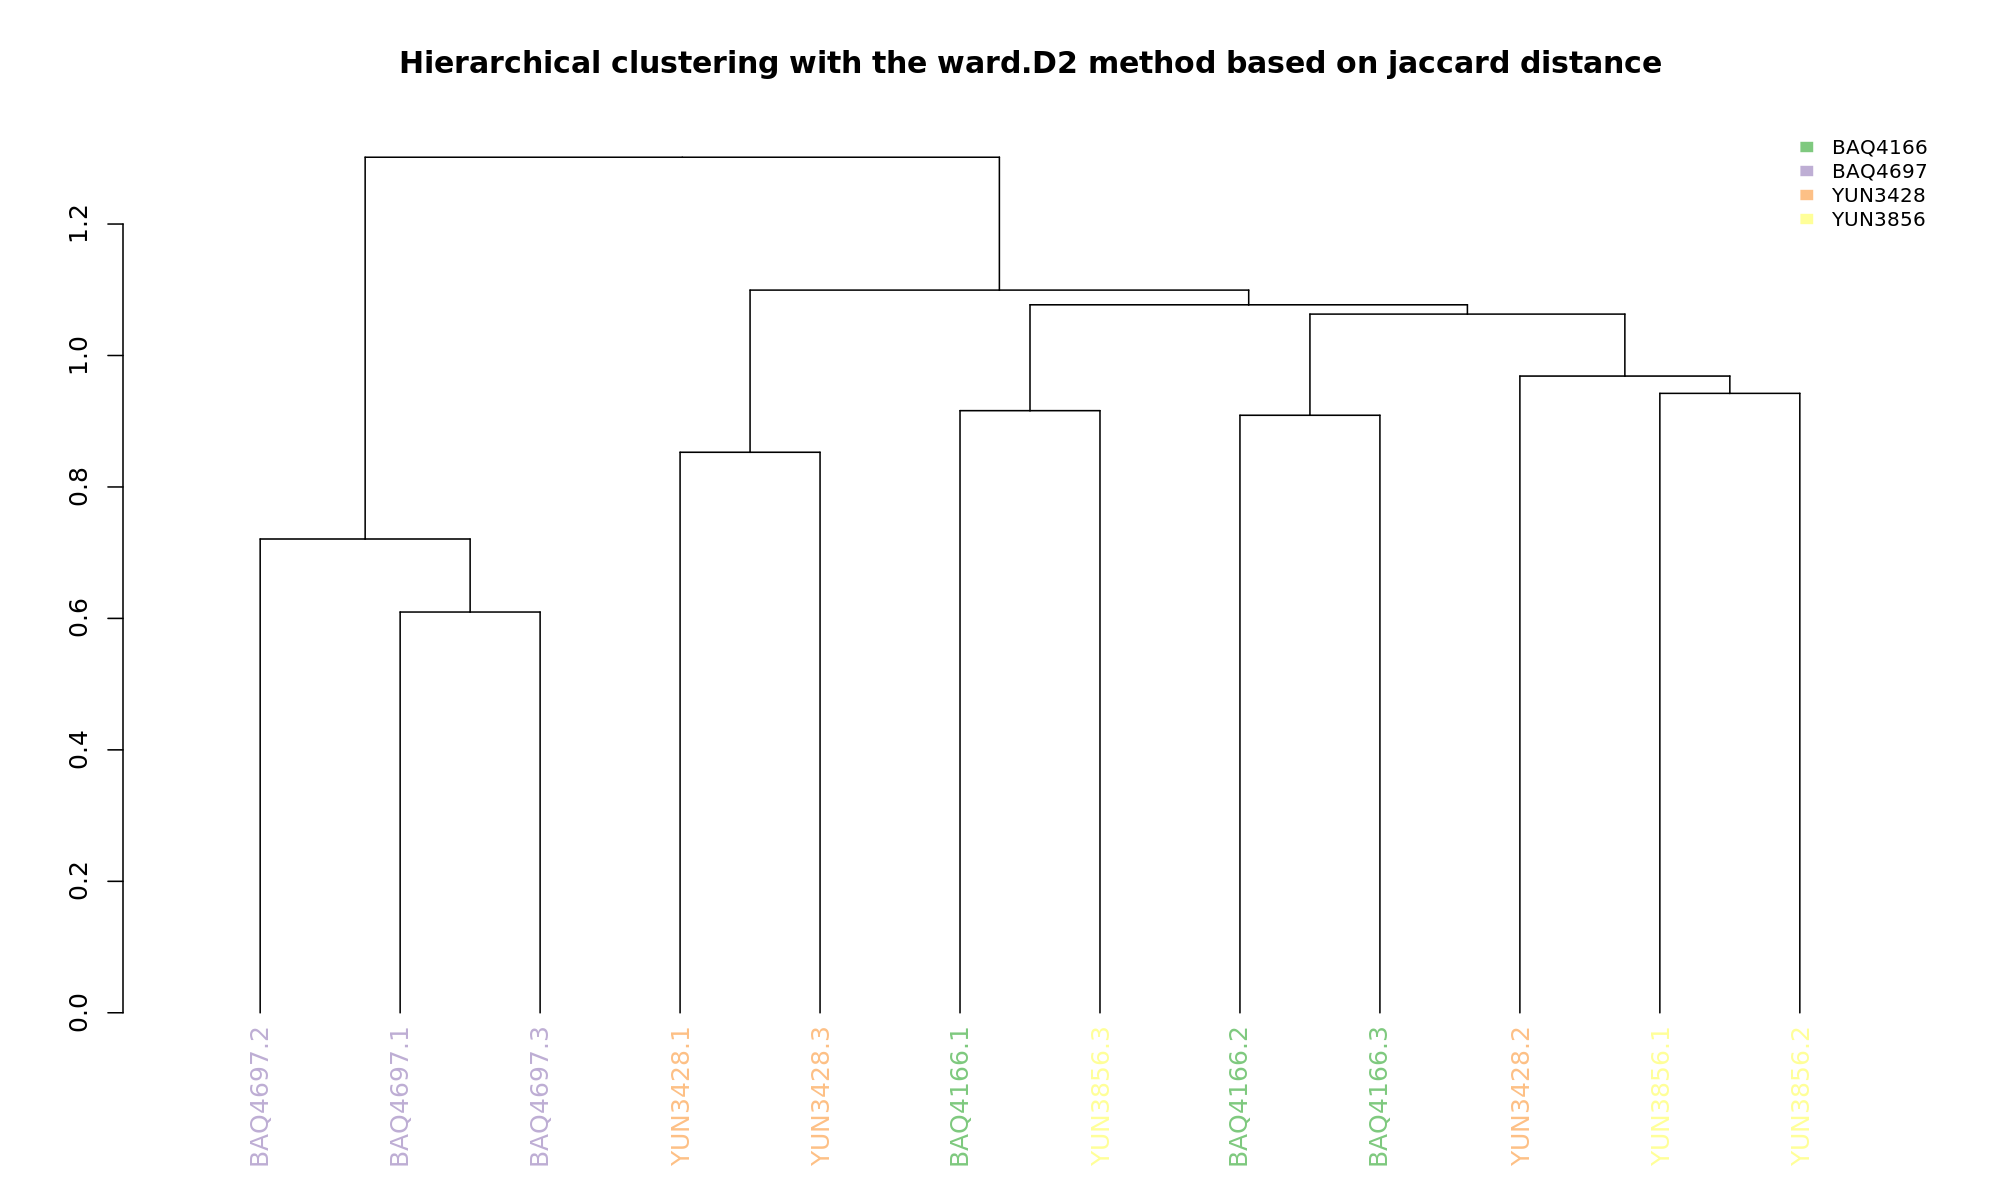 Hierarchical clustering with the ward.D2 method based on jaccard distance
BAQ4166
BAQ4697
YUN3428
YUN3856
1.2
1.0
0.8
0.6
0.4
0.2
0.0
BAQ4697.2
BAQ4697.1
BAQ4697.3
YUN3428.1
YUN3428.3
BAQ4166.1
YUN3856.3
BAQ4166.2
BAQ4166.3
YUN3428.2
YUN3856.1
YUN3856.2